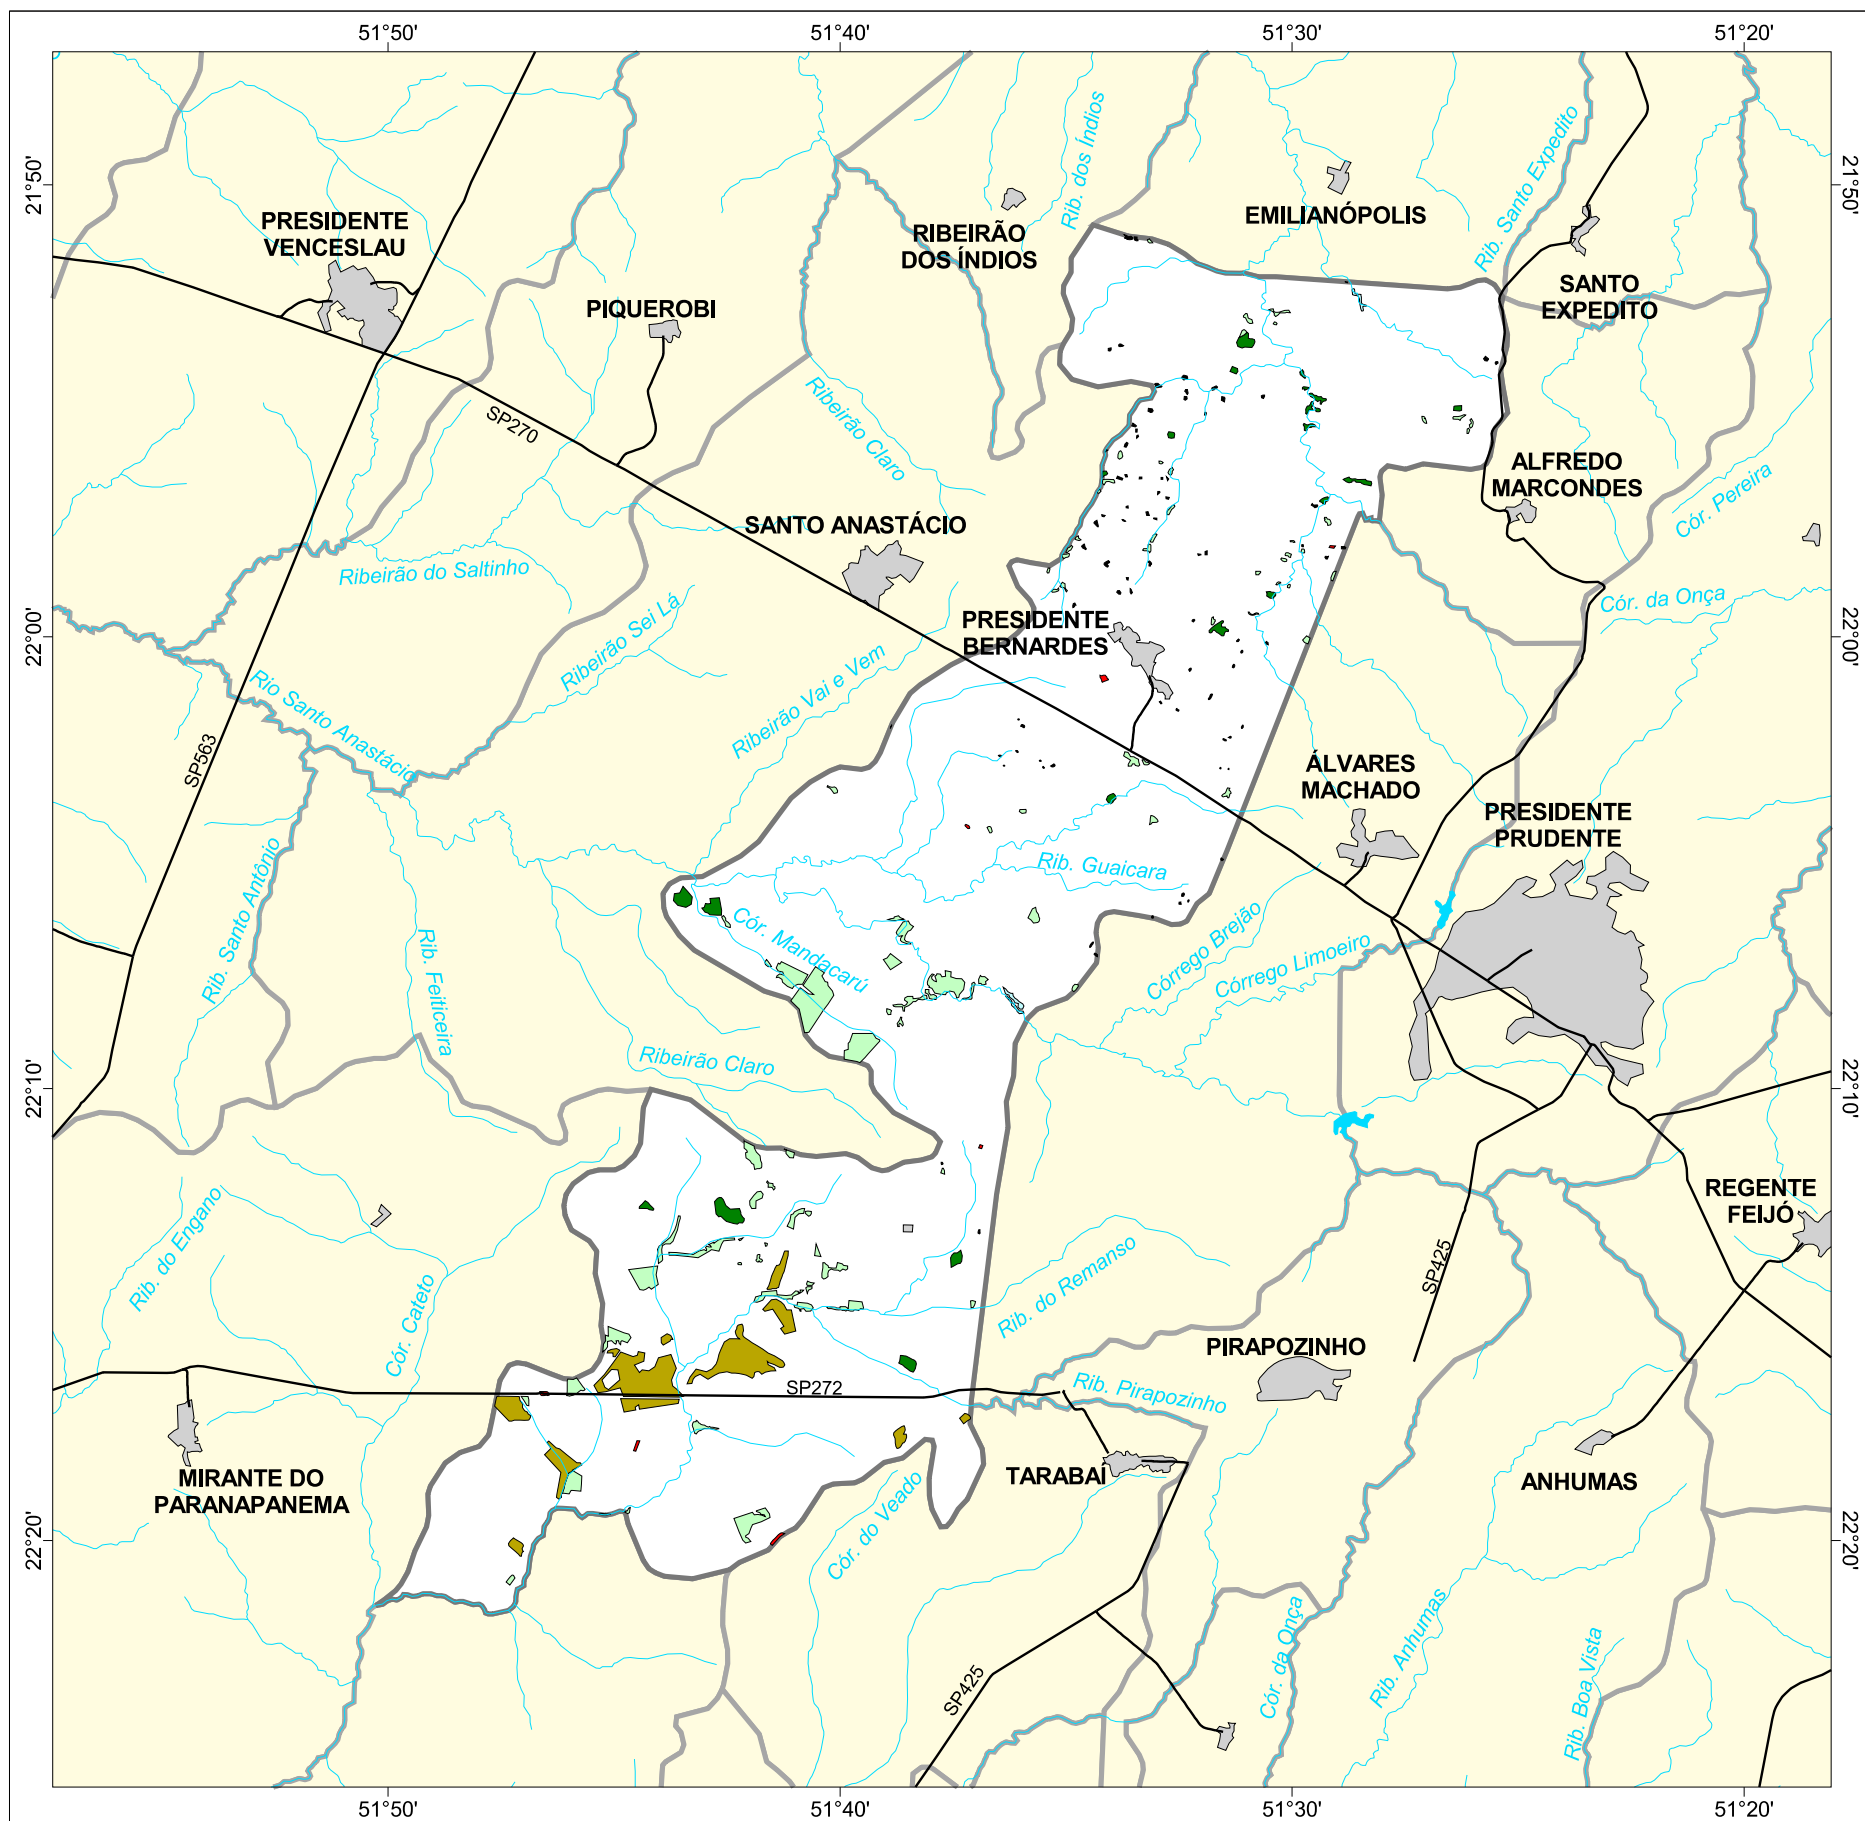 51°50'
51°40'
51°30'
51°20'
21°50'
21°50'
22°00'
22°00'
22°10'
22°10'
22°20'
22°20'
PRESIDENTE
VENCESLAU
PIQUEROBI
RIBEIRÃO
DOS ÍNDIOS
Rib. dos Índios
EMILIANÓPOLIS
Rib. Santo Expedito
SANTO
EXPEDITO
SP270
Ribeirão Claro
ALFREDO
MARCONDES
Cór. Pereira
SANTO ANASTÁCIO
Ribeirão do Saltinho
Ribeirão Sei Lá
Cór. da Onça
PRESIDENTE
BERNARDES
Ribeirão Vai e Vem
Rio Santo Anastácio
SP563
ÁLVARES
MACHADO
PRESIDENTE
PRUDENTE
Rib. Guaicara
Rib. Santo Antônio
Rib. Feiticeira
Cór. Mandacarú
Córrego Brejão
Córrego Limoeiro
Ribeirão Claro
Rib. do Engano
Cór. Cateto
REGENTE
FEIJÓ
Rib. do Remanso
SP425
PIRAPOZINHO
SP272
Rib. Pirapozinho
MIRANTE DO
PARANAPANEMA
TARABAÍ
ANHUMAS
Cór. do Veado
SP425
Cór. da Onça
Rib. Anhumas
Rib. Boa Vista
51°50'
51°40'
51°30'
51°20'